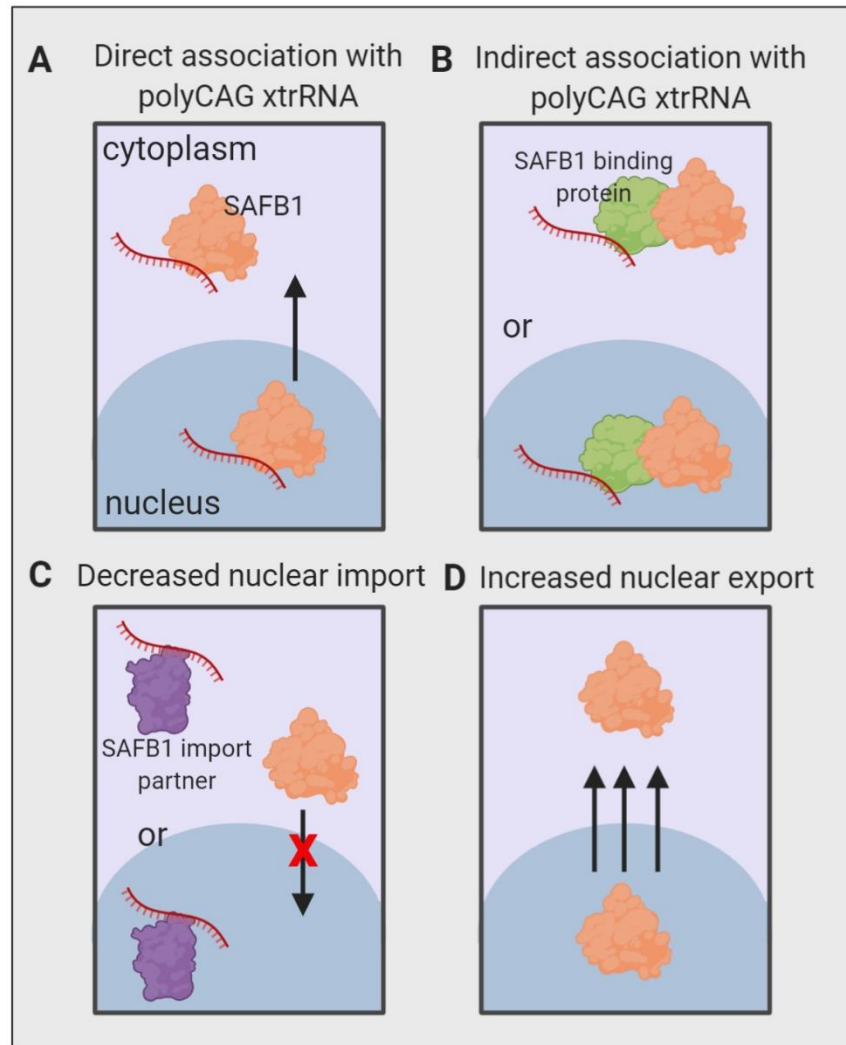 A Direct association with
polyCAG xtrRNA
cytoplasm
SAFB1
nucleus
B Indirect association with
polyCAG xtrRNA
SAFB1 binding
protein
or
C Decreased nuclear import
SAFB1 import
partner
or
X
D Increased nuclear export